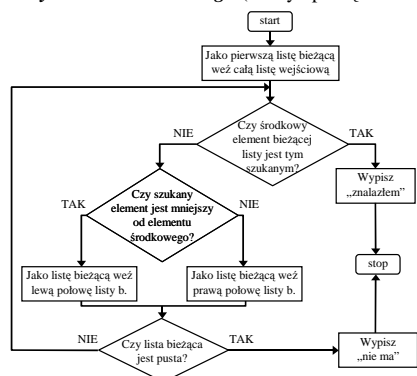 start
Jako pierwszą listę bieżącą
weź całą listę wejściową
Czy środkowy
element bieżącej
listy jest tym
szukanym?
NIE
TAK
Wypisz
„znalazłem”
Czy szukany
element jest mniejszy
od elementu
środkowego?
TAK
NIE
stop
Jako listę bieżącą weź
lewą połowę listy b.
Jako listę bieżącą weź
prawą połowę listy b.
NIE
Czy lista bieżąca
jest pusta?
TAK
Wypisz
„nie ma”